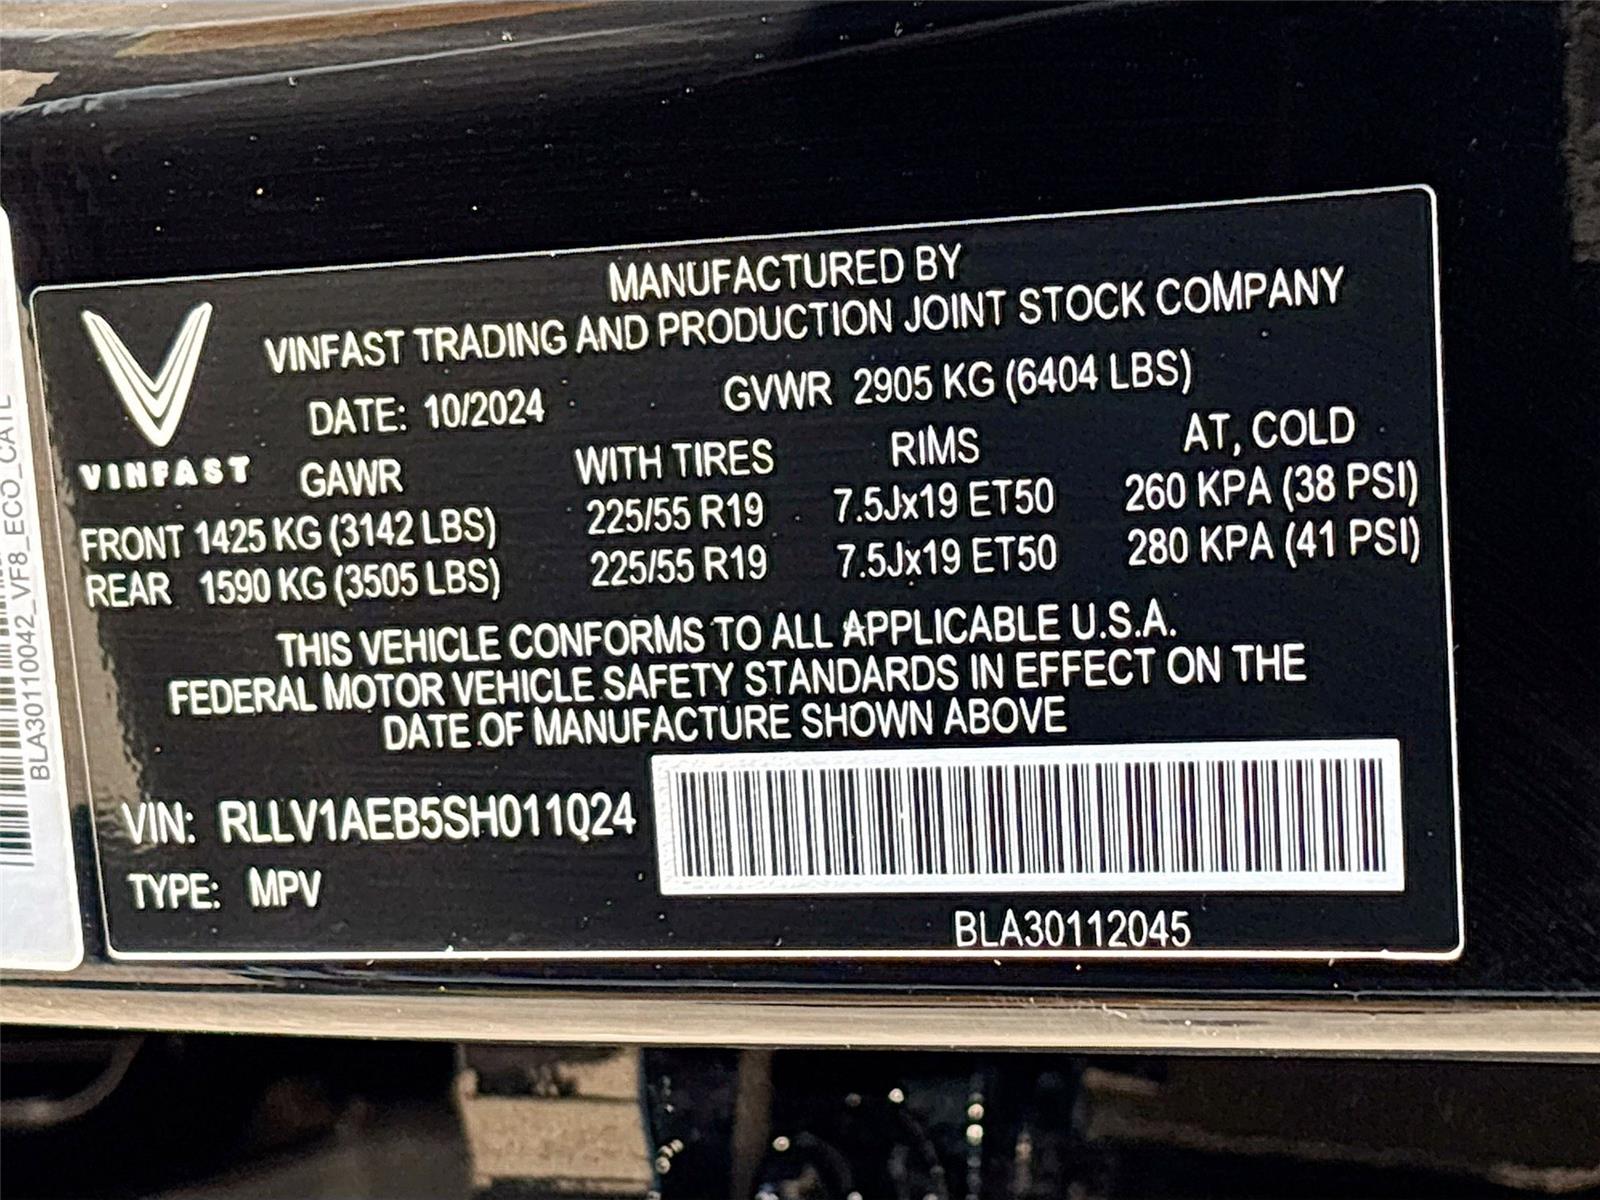 MANUFACTURED BY
VINFAST TRADING AND PRODUCTION JOINT STOCK COMPANY
DATE: 10/2024 GVWR 2905 KG (6404 LBS)
VINFAST
GAWR WITH TIRES RIMS AT, COLD
FRONT 1425 KG (3142 LBS) 225/55 R19 7.5Jx19 ET50 260 KPA (38 PSI)
REAR 1590 KG (3505 LBS) 225/55 R19 7.5Jx19 ET50 280 KPA (41 PSI)
THIS VEHICLE CONFORMS TO ALL APPLICABLE U.S.A.
FEDERAL MOTOR VEHICLE SAFETY STANDARDS IN EFFECT ON THE
DATE OF MANUFACTURE SHOWN ABOVE
VIN: RLLV1AEB5SH011024
TYPE: MPV
BLA30112045
BLA30110042_VF8_ECO_CATL